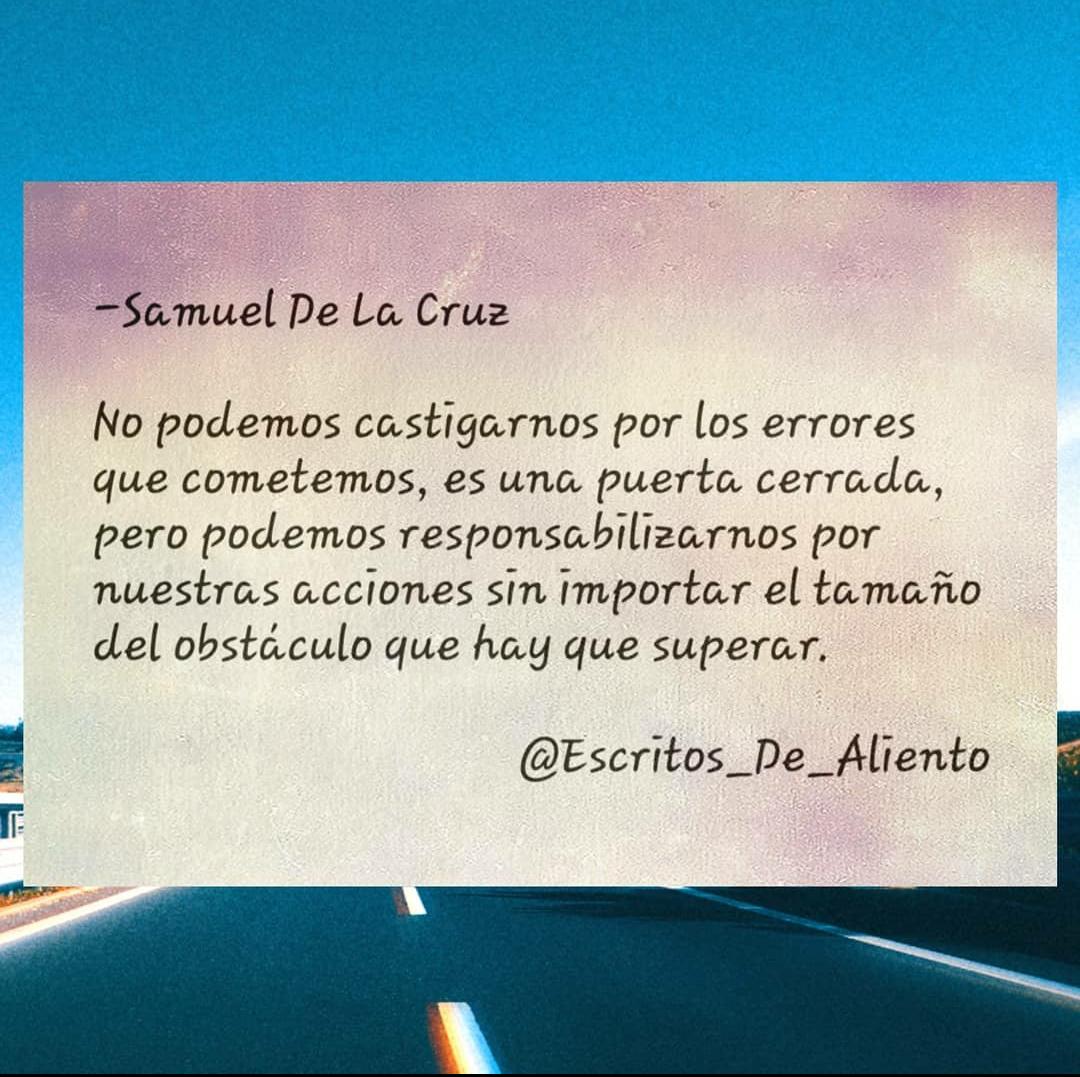 -Samuel De La Cruz
No podemos castigarnos por los errores
que cometemos, es una puerta cerrada,
pero podemos responsabilizarnos por
nuestras acciones sin importar el tamaño
del obstáculo que hay que superar.
@Escritos_De_Aliento